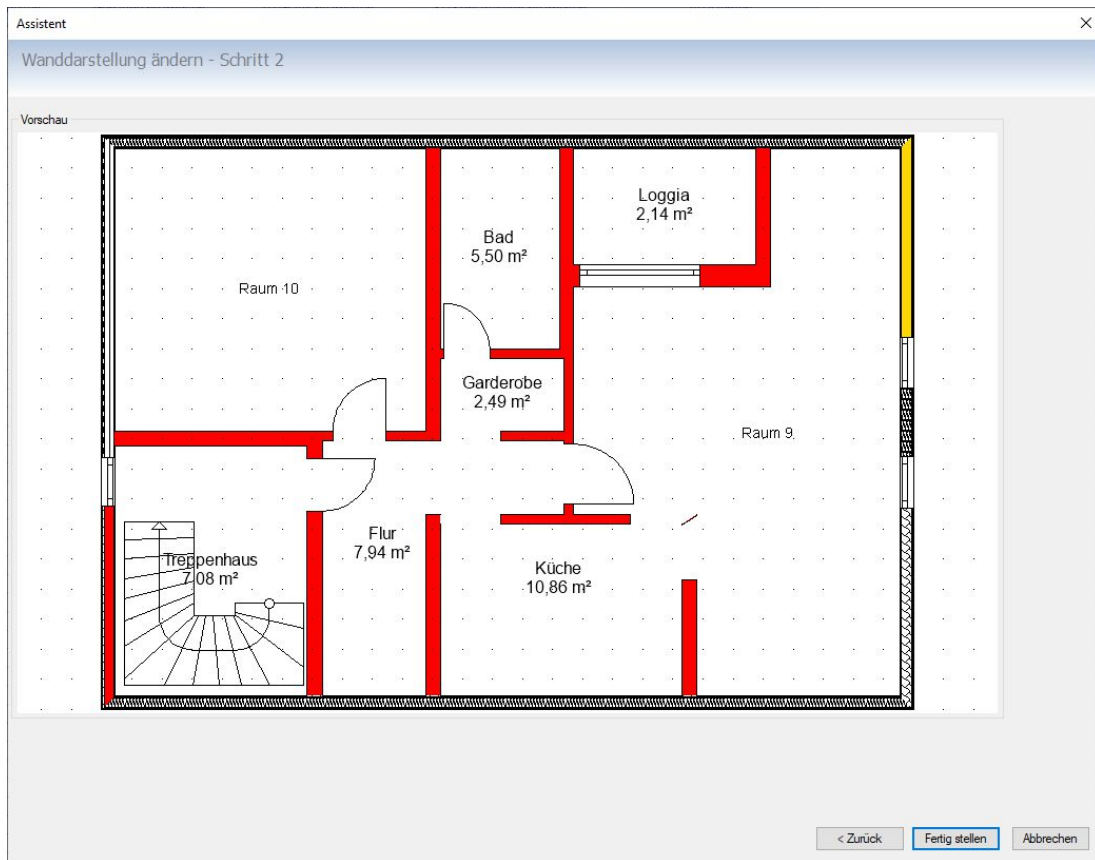 Assistent
Wanddarstellung ändern - Schritt 2
Vorschau
Loggia
2,14 m²
Bad
5,50 m²
Raum 10
Garderobe
2,49 m²
Raum 9
Flur
7,94 m²
Treppenhaus
7,08 m²
Küche
10,86 m²
< Zurück
Fertig stellen
Abbrechen